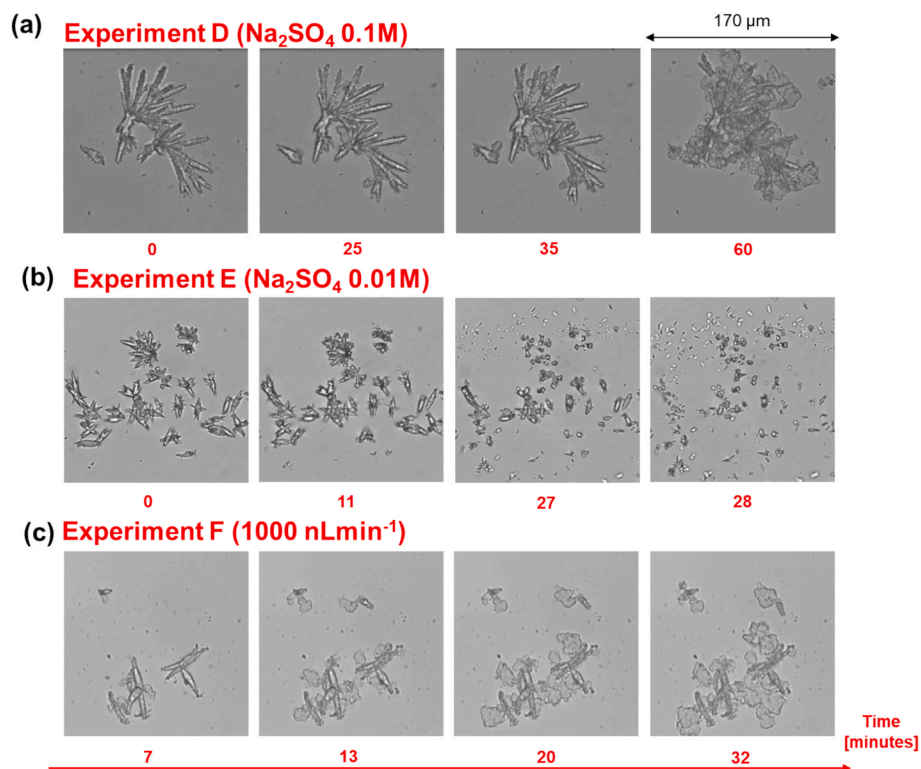 (a) Experiment D (Na₂SO₄ 0.1M)
170 µm
0 25 35 60
(b) Experiment E (Na₂SO₄ 0.01M)
0 11 27 28
(c) Experiment F (1000 nLmin⁻¹)
7 13 20 32
Time
[minutes]